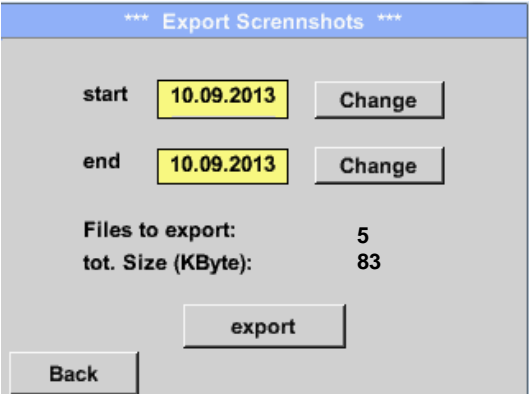 *** Export Scrennshots ***
start 10.09.2013 Change
end 10.09.2013 Change
Files to export: 5
tot. Size (KByte): 83
export
Back